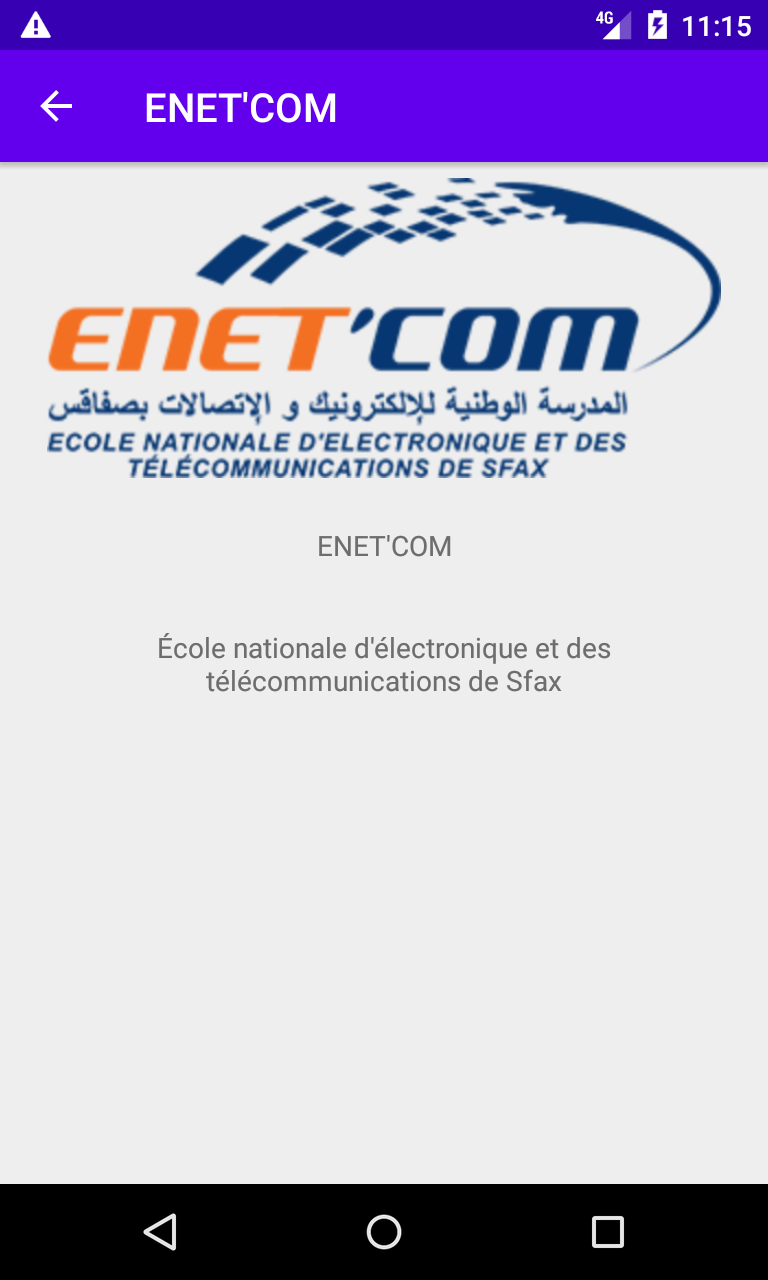 4G 11:15
ENET'COM
ENET'COM
المدرسة الوطنية للإلكترونيك و الإتصالات بصفاقس
ECOLE NATIONALE D'ELECTRONIQUE ET DES
TÉLÉCOMMUNICATIONS DE SFAX
ENET'COM
École nationale d'électronique et des
télécommunications de Sfax